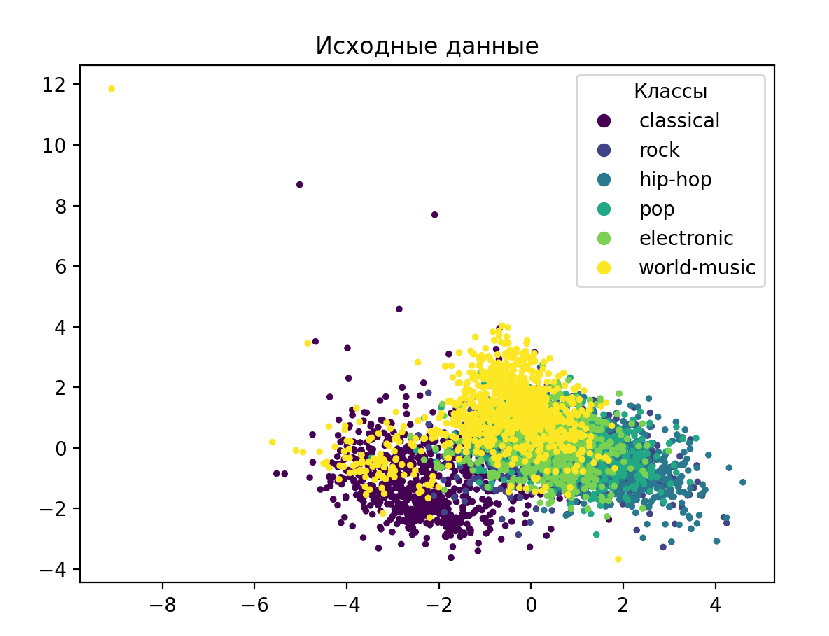 Исходные данные
Классы
classical
rock
hip-hop
pop
electronic
world-music
12
10
8
6
4
2
0
−2
−4
−8 −6 −4 −2 0 2 4